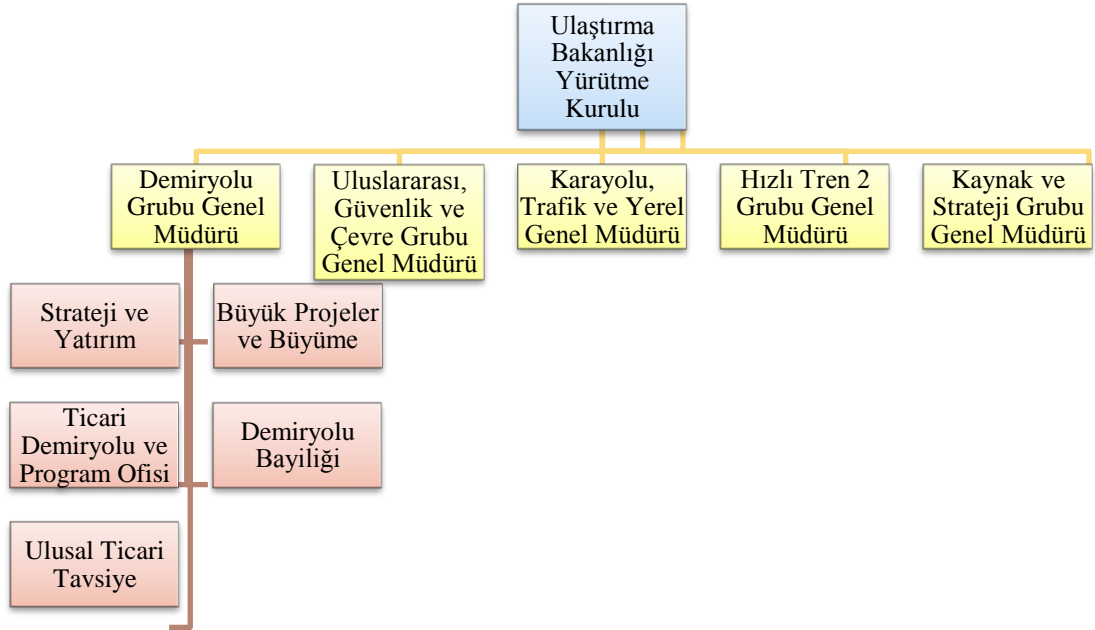 Ulaştırma
Bakanlığı
Yürütme
Kurulu
Demiryolu
Grubu Genel
Müdürü
Uluslararası,
Güvenlik ve
Çevre Grubu
Genel Müdürü
Karayolu,
Trafik ve Yerel
Genel Müdürü
Hızlı Tren 2
Grubu Genel
Müdürü
Kaynak ve
Strateji Grubu
Genel Müdürü
Strateji ve
Yatırım
Büyük Projeler
ve Büyüme
Ticari
Demiryolu ve
Program Ofisi
Demiryolu
Bayiliği
Ulusal Ticari
Tavsiye